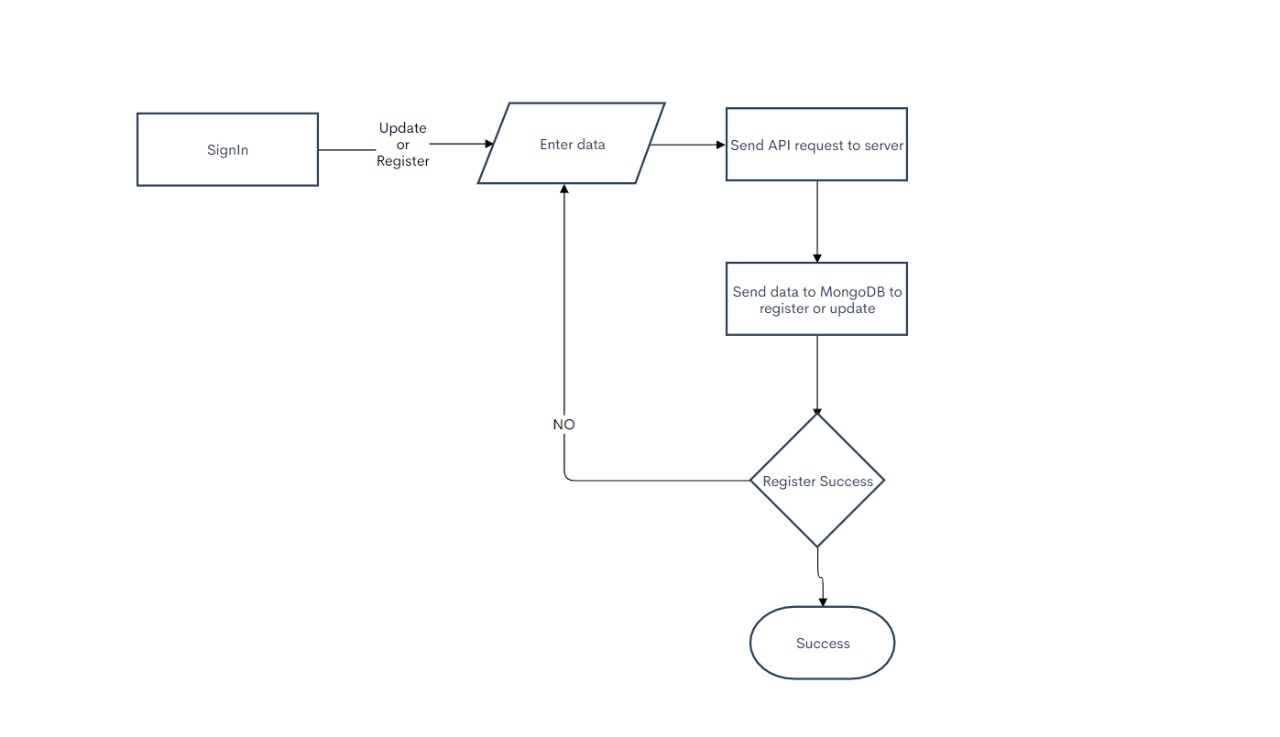 SignIn
Update
or
Register
Enter data
Send API request to server
Send data to MongoDB to
register or update
NO
Register Success
Success